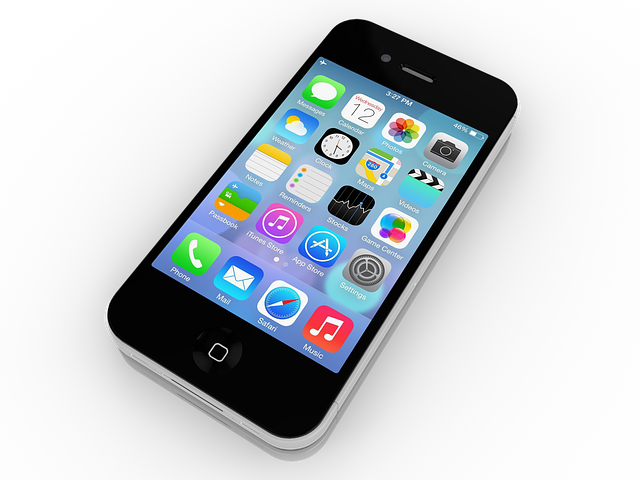 3:27 PM
46%
Messages
Wednesday
12
Calendar
Photos
Camera
Weather
Clock
280
Maps
Videos
Notes
Reminders
Stocks
Game Center
Passbook
iTunes Store
App Store
Settings
Phone
Mail
Safari
Music